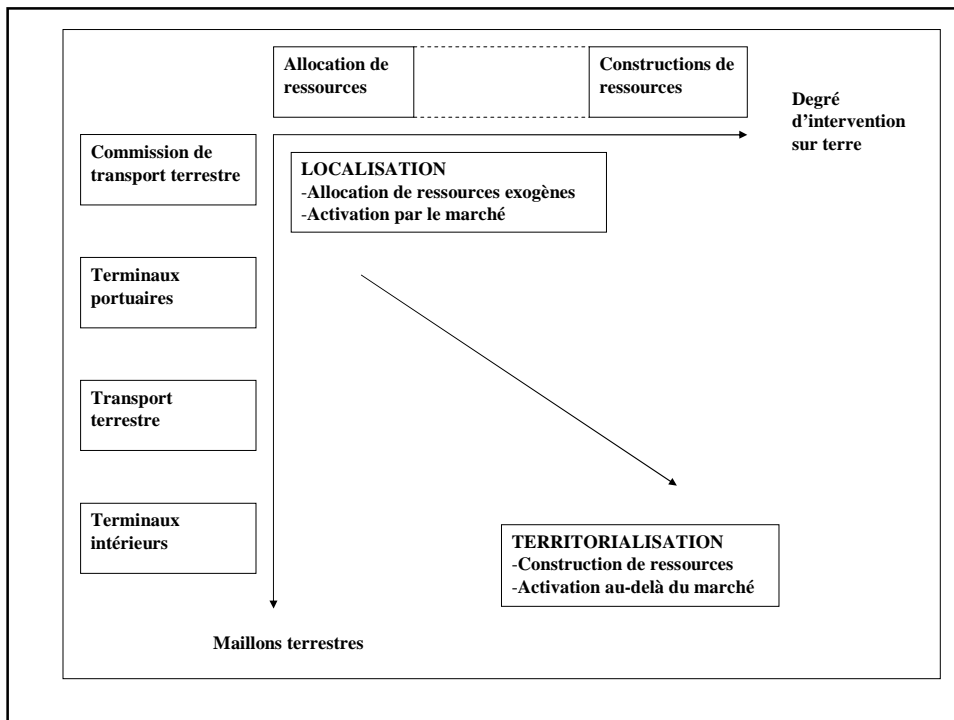 Allocation de
ressources
Constructions de
ressources
Degré
d'intervention
sur terre
Commission de
transport terrestre
LOCALISATION
-Allocation de ressources exogènes
-Activation par le marché
Terminaux
portuaires
Transport
terrestre
Terminaux
intérieurs
TERRITORIALISATION
-Construction de ressources
-Activation au-delà du marché
Maillons terrestres